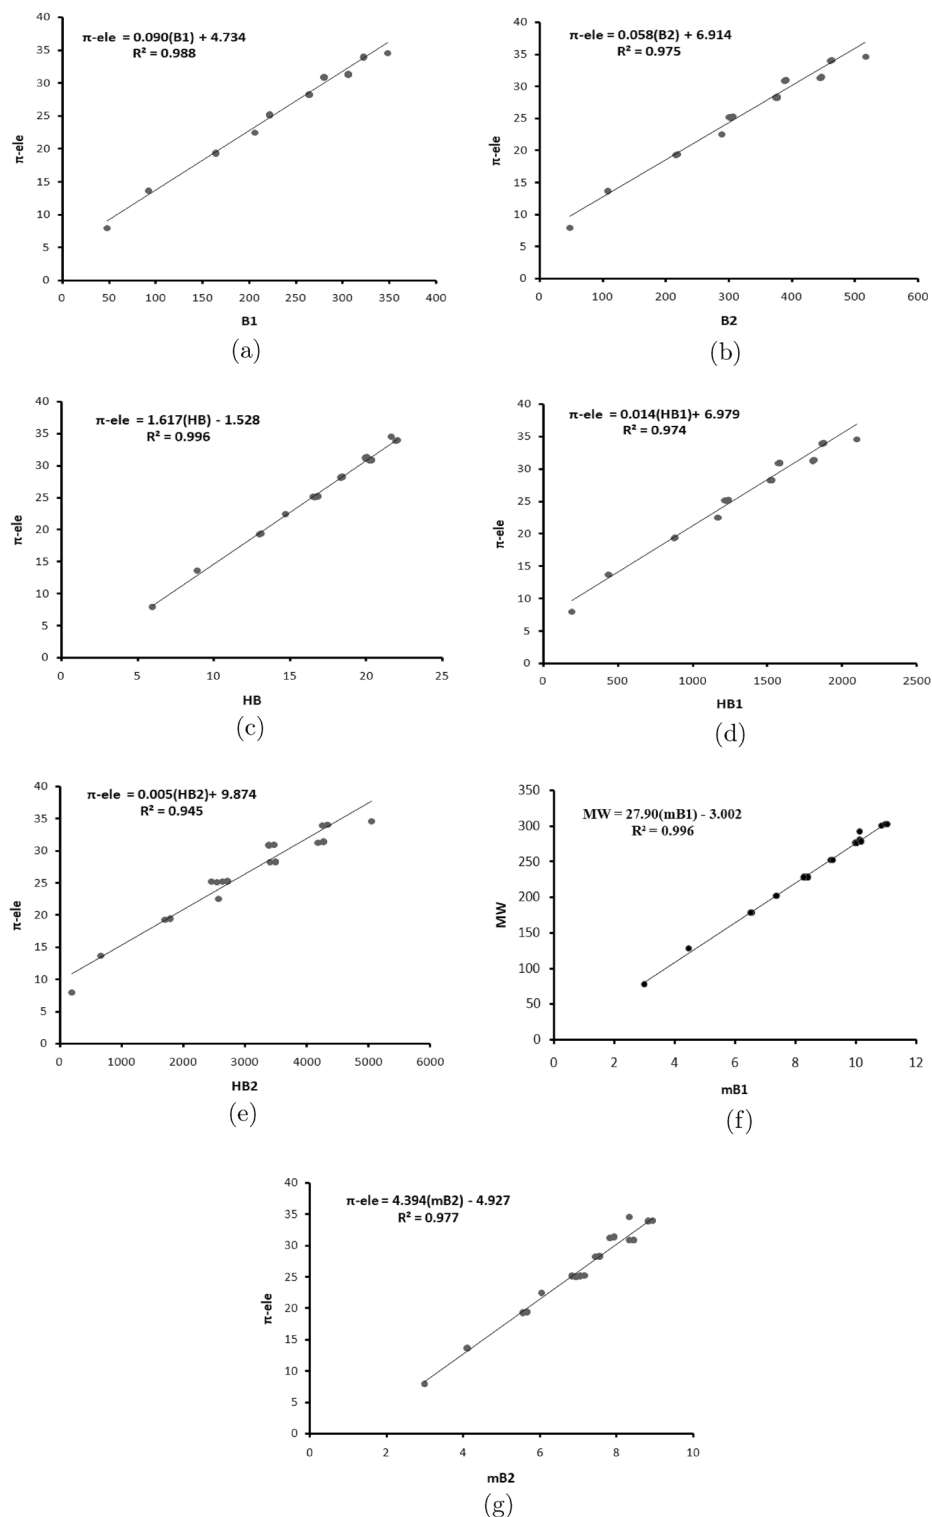 π-ele = 0.090(B1) + 4.734
R² = 0.988
40
35
30
25
20
15
10
5
0
π-ele
0 50 100 150 200 250 300 350 400
B1
(a)
π-ele = 0.058(B2) + 6.914
R² = 0.975
40
35
30
25
20
15
10
5
0
π-ele
0 100 200 300 400 500 600
B2
(b)
π-ele = 1.617(HB) - 1.528
R² = 0.996
40
35
30
25
20
15
10
5
0
π-ele
0 5 10 15 20 25
HB
(c)
π-ele = 0.014(HB1)+ 6.979
R² = 0.974
40
35
30
25
20
15
10
5
0
π-ele
0 500 1000 1500 2000 2500
HB1
(d)
π-ele = 0.005(HB2)+ 9.874
R² = 0.945
40
35
30
25
20
15
10
5
0
π-ele
0 1000 2000 3000 4000 5000 6000
HB2
(e)
MW = 27.90(mB1) - 3.002
R² = 0.996
350
300
250
200
150
100
50
0
MW
0 2 4 6 8 10 12
mB1
(f)
π-ele = 4.394(mB2) - 4.927
R² = 0.977
40
35
30
25
20
15
10
5
0
π-ele
0 2 4 6 8 10
mB2
(g)